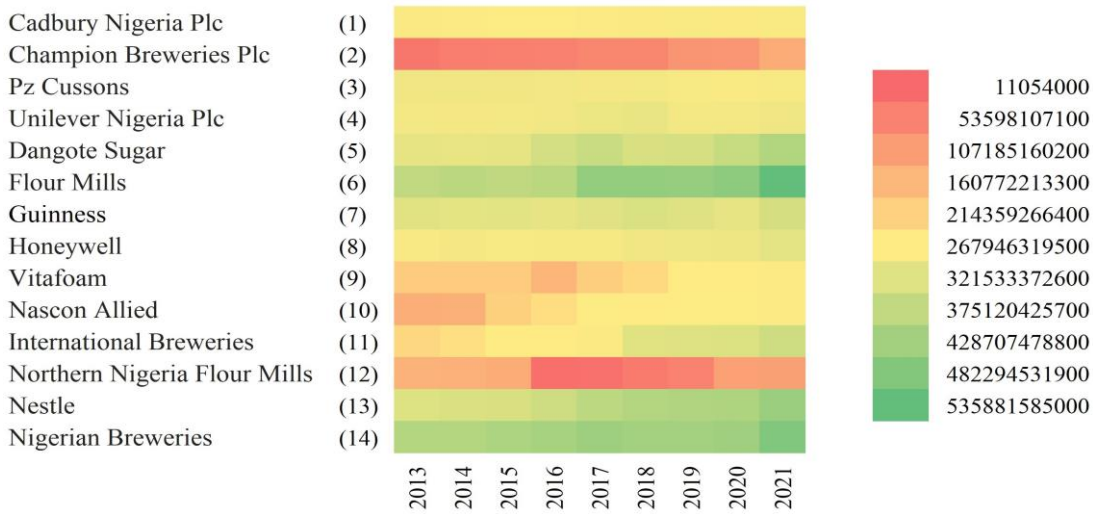 Cadbury Nigeria Plc (1)
Champion Breweries Plc (2)
Pz Cussons (3)
Unilever Nigeria Plc (4)
Dangote Sugar (5)
Flour Mills (6)
Guinness (7)
Honeywell (8)
Vitafoam (9)
Nascon Allied (10)
International Breweries (11)
Northern Nigeria Flour Mills (12)
Nestle (13)
Nigerian Breweries (14)
2013 2014 2015 2016 2017 2018 2019 2020 2021
11054000
53598107100
107185160200
160772213300
214359266400
267946319500
321533372600
375120425700
428707478800
482294531900
535881585000